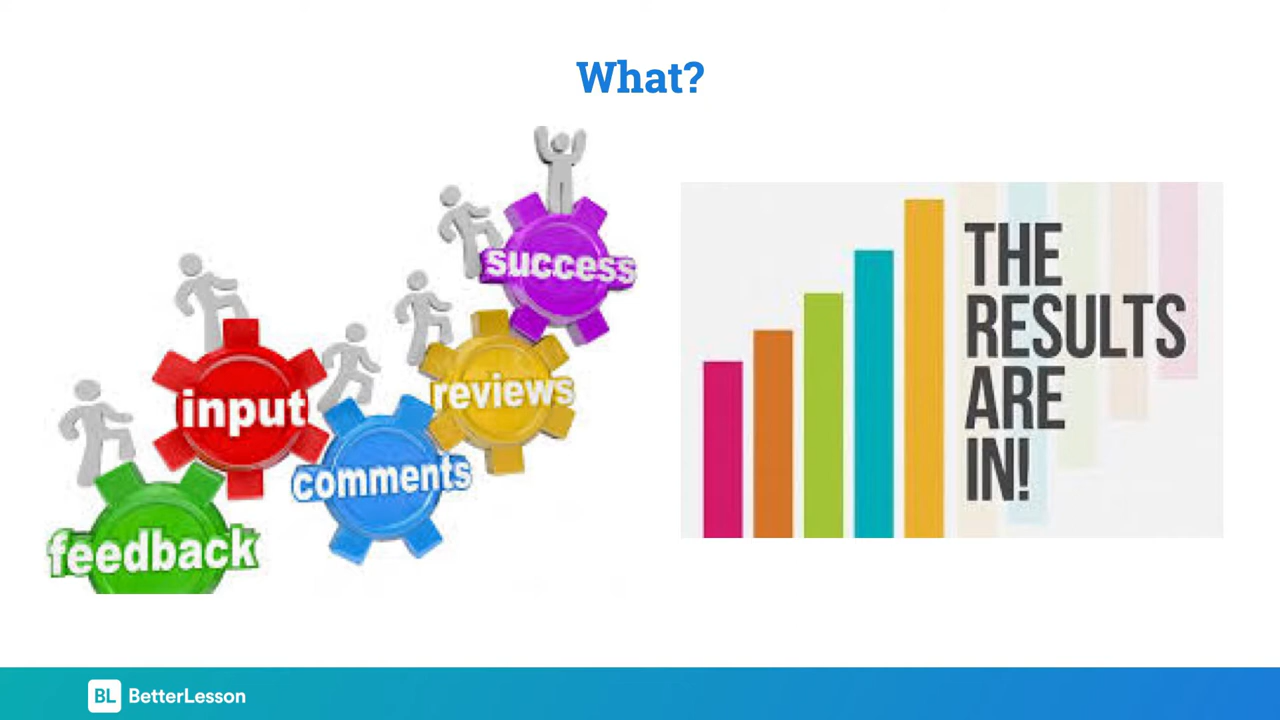 What?
success
reviews
input
comments
feedback
THE
RESULTS
ARE
IN!
BL BetterLesson